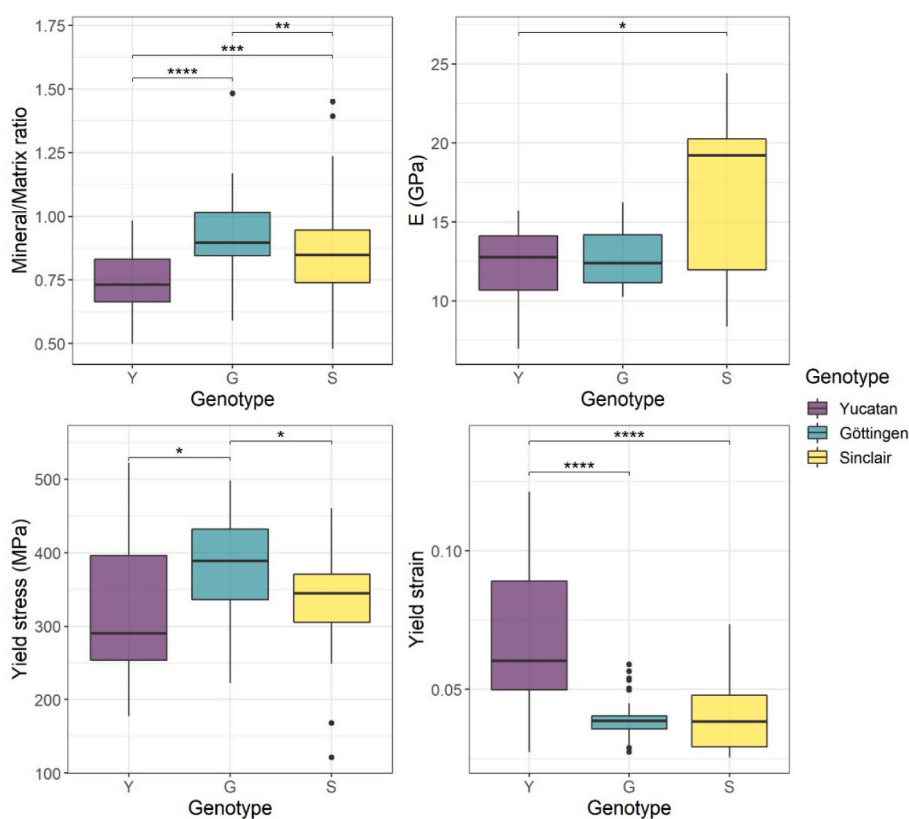 Mineral/Matrix ratio
1.75
1.50
1.25
1.00
0.75
0.50
**
***
****
Y G S
Genotype
E (GPa)
25
20
15
10
*
Y G S
Genotype
Genotype
Yucatan
Göttingen
Sinclair
Yield stress (MPa)
500
400
300
200
100
* *
Y G S
Genotype
Yield strain
0.10
0.05
****
****
Y G S
Genotype